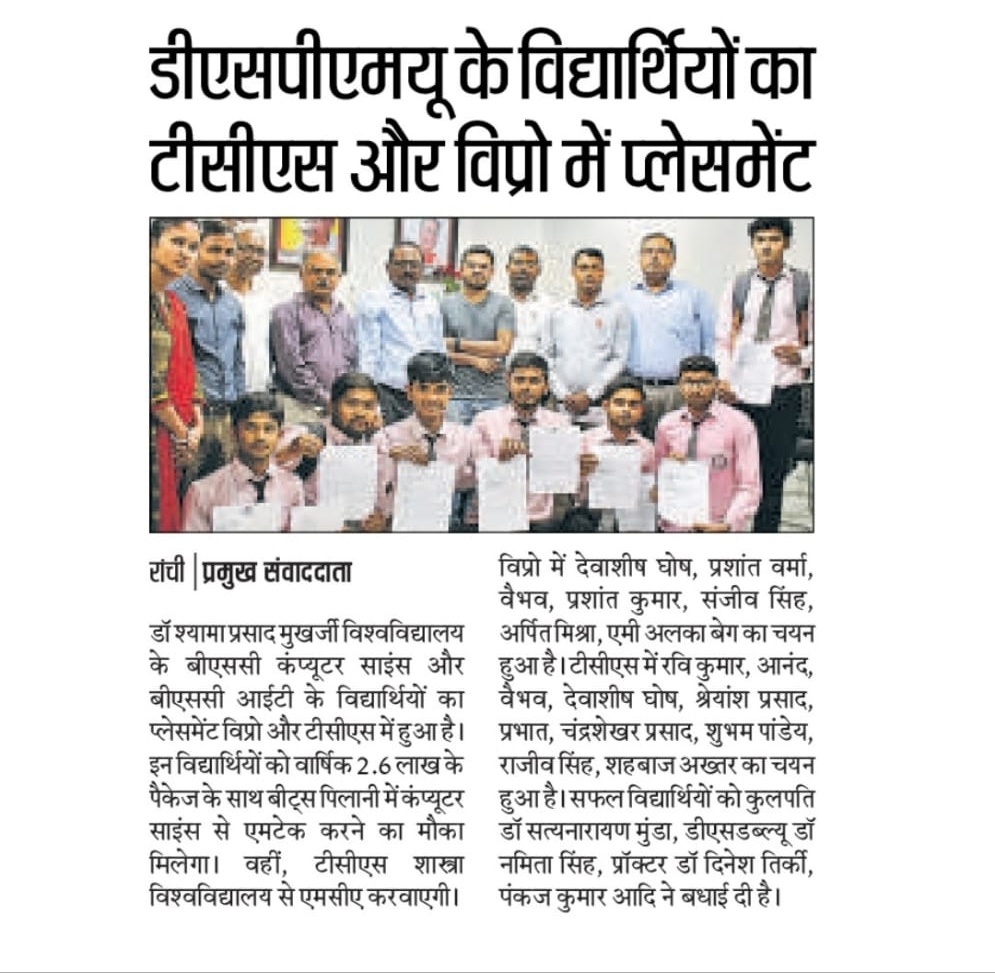 डीएसपीएमयू के विद्यार्थियों का
टीसीएस और विप्रो में प्लेसमेंट
रांची | प्रमुख संवाददाता
डॉ श्यामा प्रसाद मुखर्जी विश्वविद्यालय
के बीएससी कंप्यूटर साइंस और
बीएससी आईटी के विद्यार्थियों का
प्लेसमेंट विप्रो और टीसीएस में हुआ है।
इन विद्यार्थियों को वार्षिक 2.6 लाख के
पैकेज के साथ बीट्स पिलानी में कंप्यूटर
साइंस से एमटेक करने का मौका
मिलेगा। वहीं, टीसीएस शास्त्रा
विश्वविद्यालय से एमसीए करवाएगी।
विप्रो में देवाशीष घोष, प्रशांत वर्मा,
वैभव, प्रशांत कुमार, संजीव सिंह,
अर्पित मिश्रा, एमी अलका बेग का चयन
हुआ है। टीसीएस में रवि कुमार, आनंद,
वैभव, देवाशीष घोष, श्रेयांश प्रसाद,
प्रभात, चंद्रशेखर प्रसाद, शुभम पांडेय,
राजीव सिंह, शहबाज अख्तर का चयन
हुआ है। सफल विद्यार्थियों को कुलपति
डॉ सत्यनारायण मुंडा, डीएसडब्ल्यू डॉ
नमिता सिंह, प्रॉक्टर डॉ दिनेश तिर्की,
पंकज कुमार आदि ने बधाई दी है।